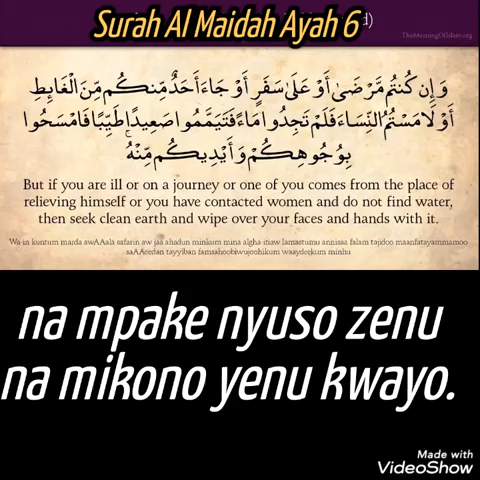 Surah Al Maidah Ayah 6
d)
TheMeaningOfIslam.org
وَإِن كُنتُم مَّرْضَىٰ أَوْ عَلَىٰ سَفَرٍ أَوْ جَاءَ أَحَدٌ مِّنكُم مِّنَ الْغَائِطِ
أَوْ لَامَسْتُمُ النِّسَاءَ فَلَمْ تَجِدُوا مَاءً فَتَيَمَّمُوا صَعِيدًا طَيِّبًا فَامْسَحُوا
بِوُجُوهِكُمْ وَأَيْدِيكُم مِّنْهُ ۚ
But if you are ill or on a journey or one of you comes from the place of
relieving himself or you have contacted women and do not find water,
then seek clean earth and wipe over your faces and hands with it.
Wa-in kuntum marda awAAala safarin aw jaa ahadun minkum mina algha-itiaw lamastumu annisaa falam tajidoo maanfatayammamoo
saAAeedan tayyiban famsahoobiwujoohikum waaydeekum minhu
na mpake nyuso zenu
na mikono yenu kwayo.
Made with
VideoShow